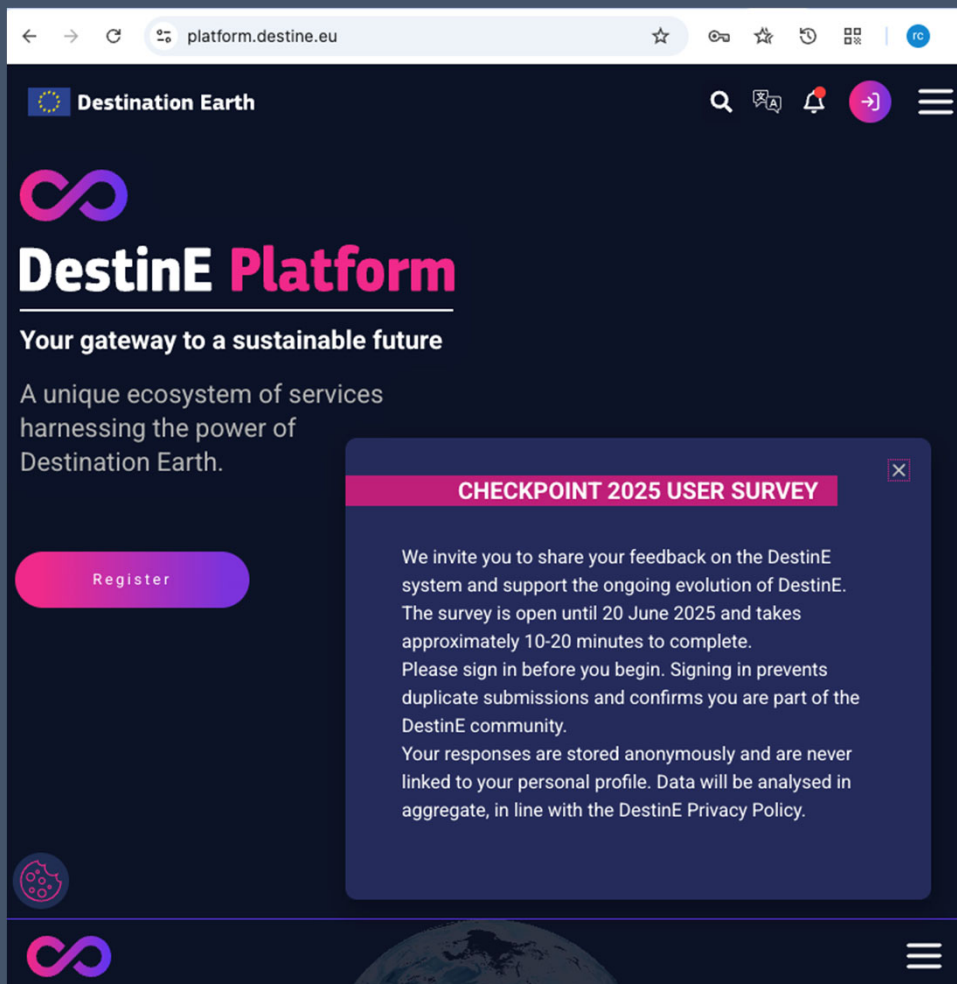 platform.destine.eu
rc
Destination Earth
DestinE Platform
Your gateway to a sustainable future
A unique ecosystem of services
harnessing the power of
Destination Earth.
Register
CHECKPOINT 2025 USER SURVEY
We invite you to share your feedback on the DestinE
system and support the ongoing evolution of DestinE.
The survey is open until 20 June 2025 and takes
approximately 10-20 minutes to complete.
Please sign in before you begin. Signing in prevents
duplicate submissions and confirms you are part of the
DestinE community.
Your responses are stored anonymously and are never
linked to your personal profile. Data will be analysed in
aggregate, in line with the DestinE Privacy Policy.